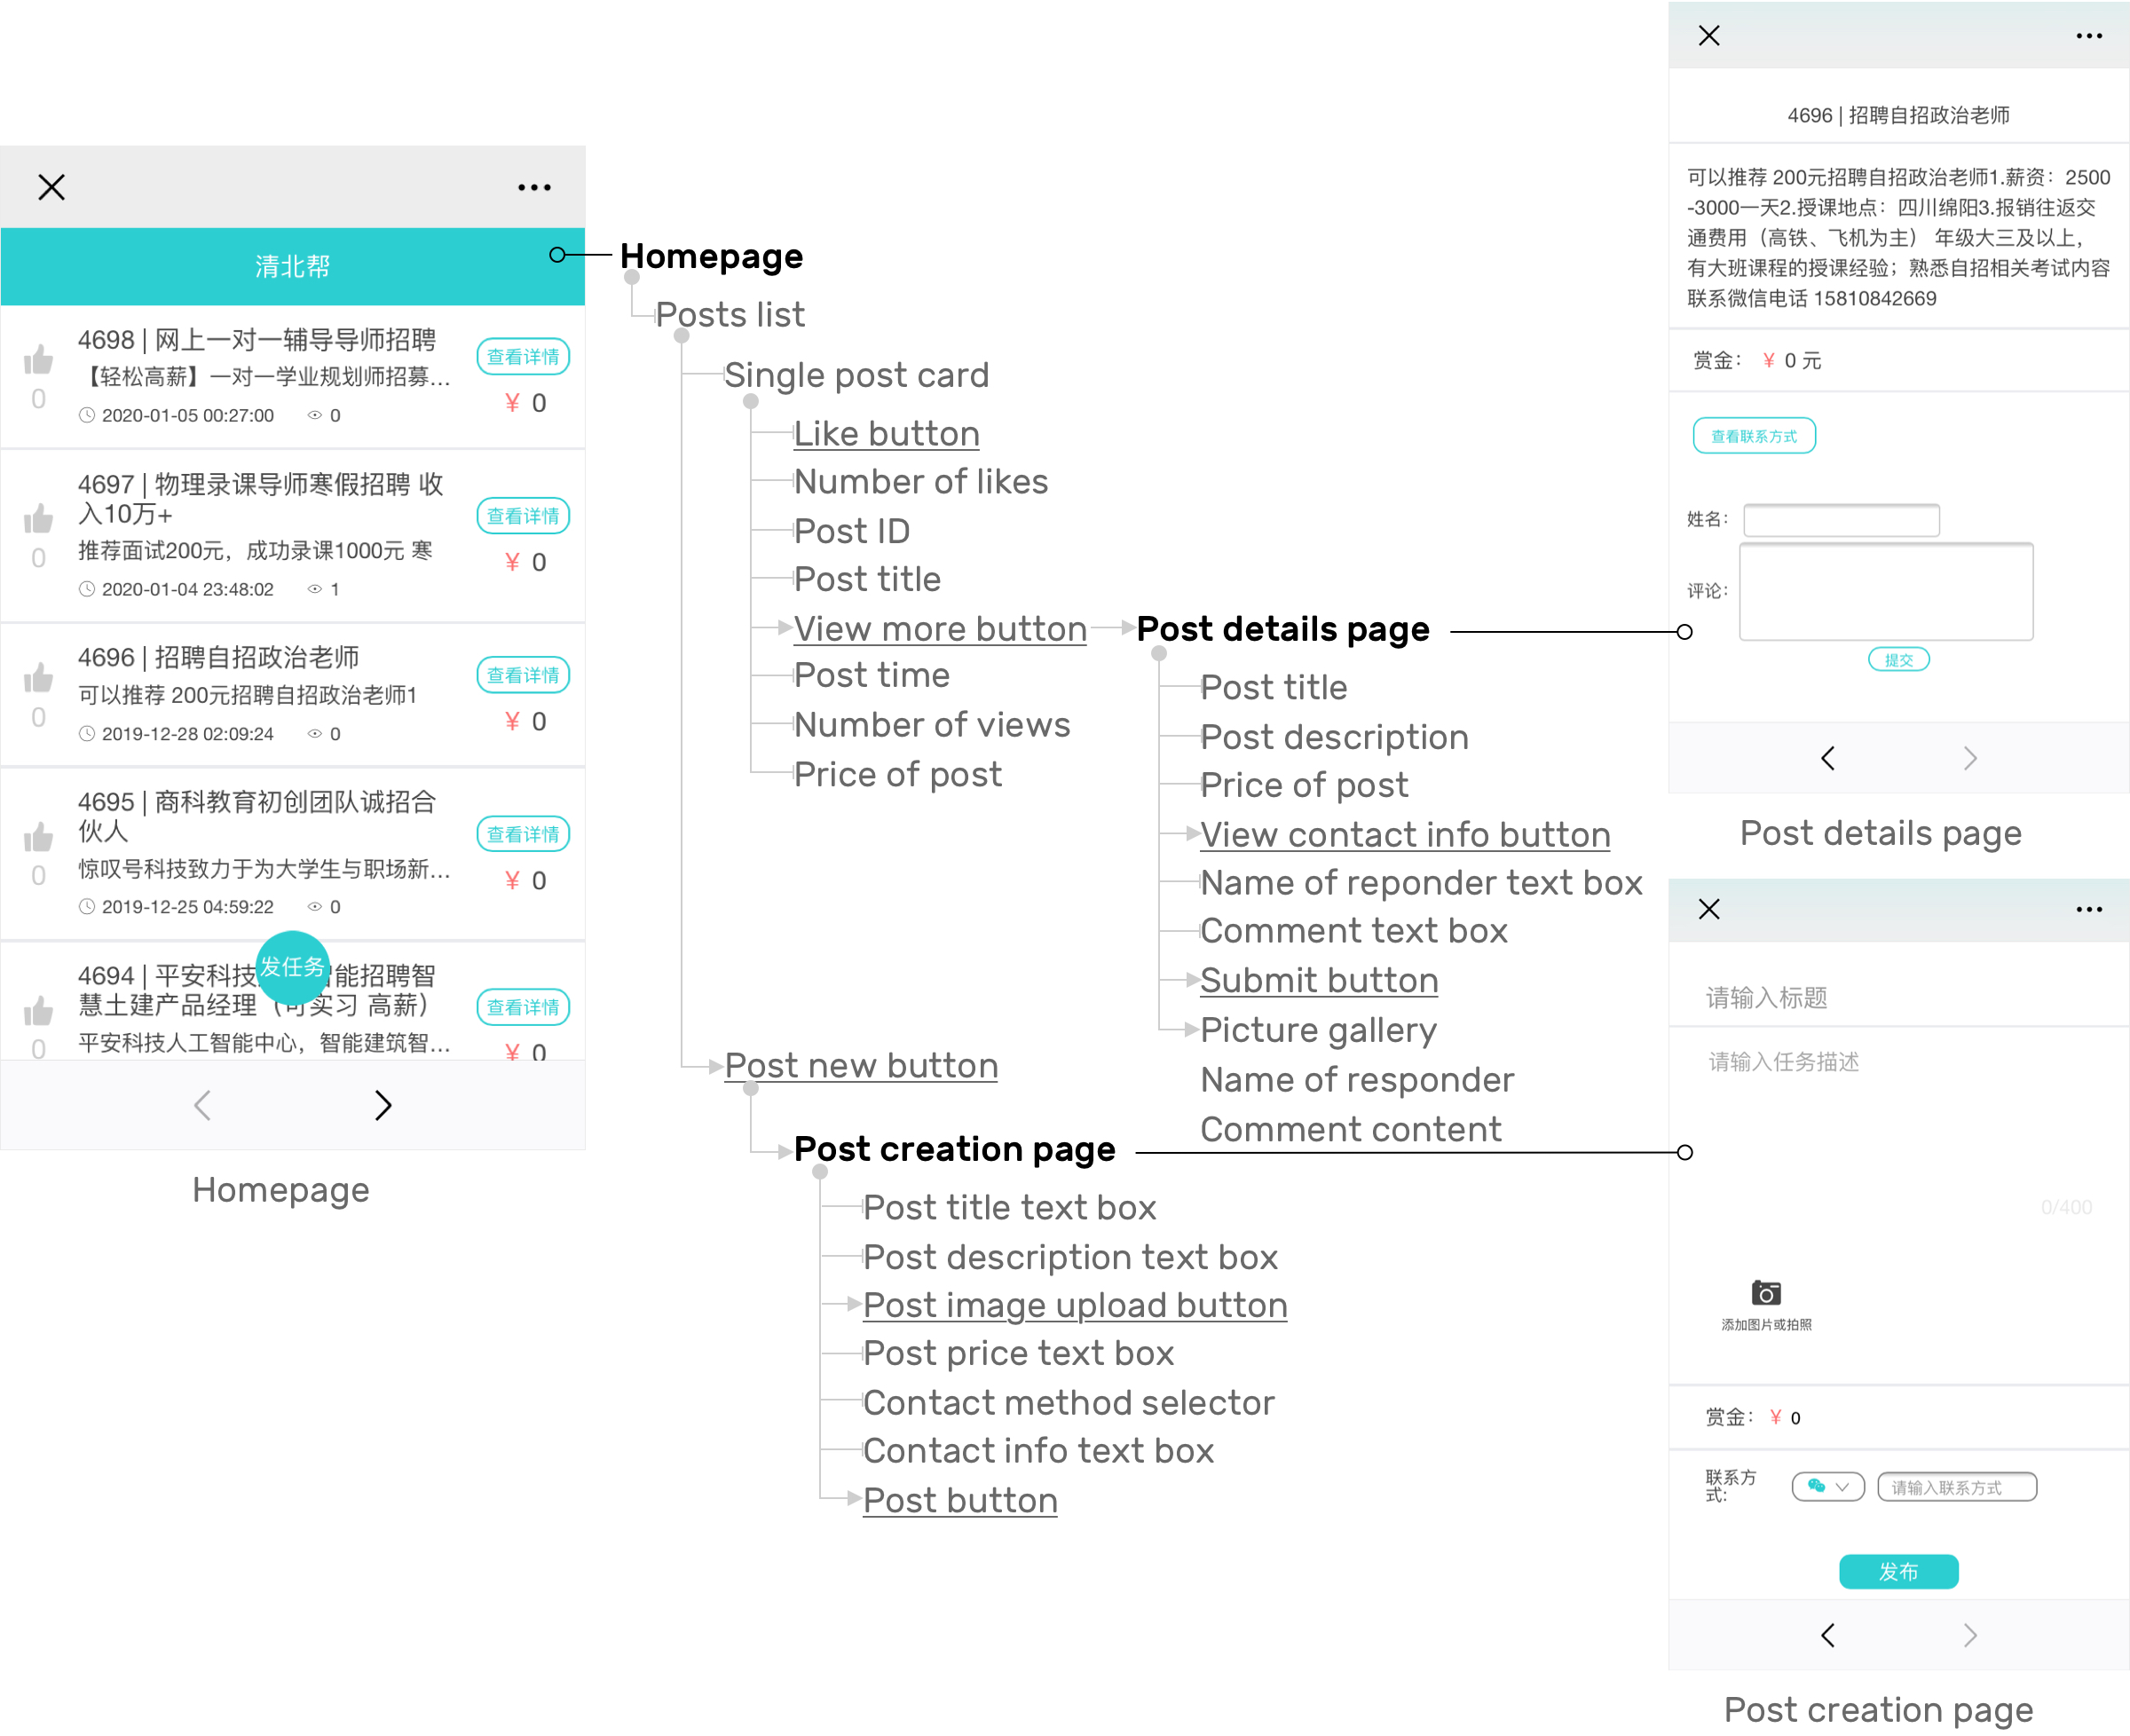 清北帮
4698 | 网上一对一辅导导师招聘
【轻松高薪】一对一学业规划师招募...
2020-01-05 00:27:00
0
0
查看详情
¥ 0
4697 | 物理录课导师寒假招聘 收
入10万+
推荐面试200元，成功录课1000元 寒
2020-01-04 23:48:02
1
0
查看详情
¥ 0
4696 | 招聘自招政治老师
可以推荐 200元招聘自招政治老师1
2019-12-28 02:09:24
0
0
查看详情
¥ 0
4695 | 商科教育初创团队诚招合
伙人
惊叹号科技致力于为大学生与职场新...
2019-12-25 04:59:22
0
0
查看详情
¥ 0
4694 | 平安科技
智能招聘智
慧土建产品经理（可实习 高薪）
平安科技人工智能中心，智能建筑智...
0
查看详情
¥ 0
发任务
Homepage
Homepage
Posts list
Single post card
Like button
Number of likes
Post ID
Post title
View more button
Post time
Number of views
Price of post
Post new button
Post creation page
Post title text box
Post description text box
Post image upload button
Post price text box
Contact method selector
Contact info text box
Post button
Post details page
Post title
Post description
Price of post
View contact info button
Name of reponder text box
Comment text box
Submit button
Picture gallery
Name of responder
Comment content
4696 | 招聘自招政治老师
可以推荐 200元招聘自招政治老师1.薪资：2500
-3000一天2.授课地点：四川绵阳3.报销往返交
通费用（高铁、飞机为主） 年级大三及以上，
有大班课程的授课经验；熟悉自招相关考试内容
联系微信电话 15810842669
赏金： ¥ 0 元
查看联系方式
姓名：
评论：
提交
Post details page
请输入标题
请输入任务描述
0/400
添加图片或拍照
赏金： ¥ 0
联系方
式:
请输入联系方式
发布
Post creation page